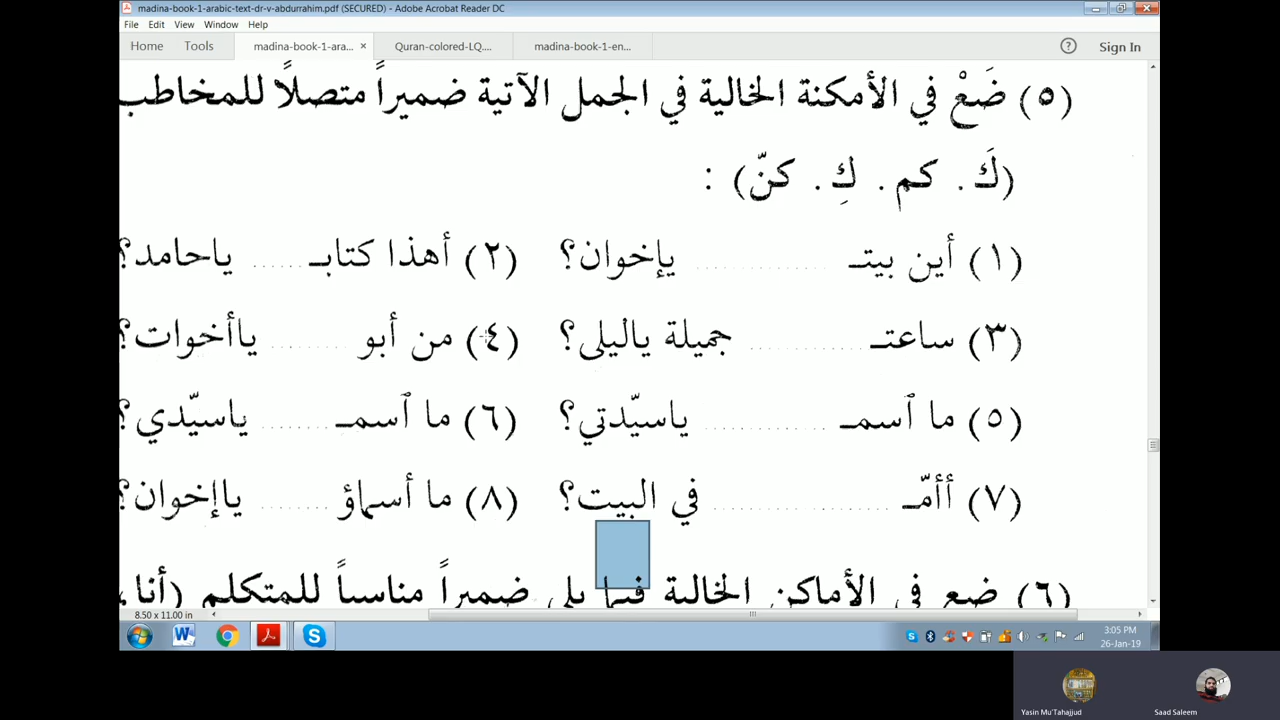 madina-book-1-arabic-text-dr-v-abdurrahim.pdf (SECURED) - Adobe Acrobat Reader DC
File Edit View Window Help
Home Tools madina-book-1-ara... × Quran-colored-LQ.... madina-book-1-en... Sign In
(٥) ضَعْ في الأمكنة الخالية في الجمل الآتية ضميراً متصلاً للمخاطب
(كَ . كم . كِ . كنّ) :
(١) أين بيتـ ............ يإخوان؟ (٢) أهذا كتابـ ...... ياحامد؟
(٣) ساعتـ ............ جميلة ياليلى؟ (٤) من أبو ......... ياأخوات؟
(٥) ما ٱسمـ ............ ياسيّدتي؟ (٦) ما ٱسمـ ......... ياسيّدي؟
(٧) أأمّـ ................ في البيت؟ (٨) ما أسماؤ ......... ياإخوان؟
(٦) ضع في الأماكن الخالية فيما يلي ضميراً مناسباً للمتكلم (أنا،
8.50 x 11.00 in
3:05 PM
26-Jan-19
Yasin Mu'Tahajjud Saad Saleem